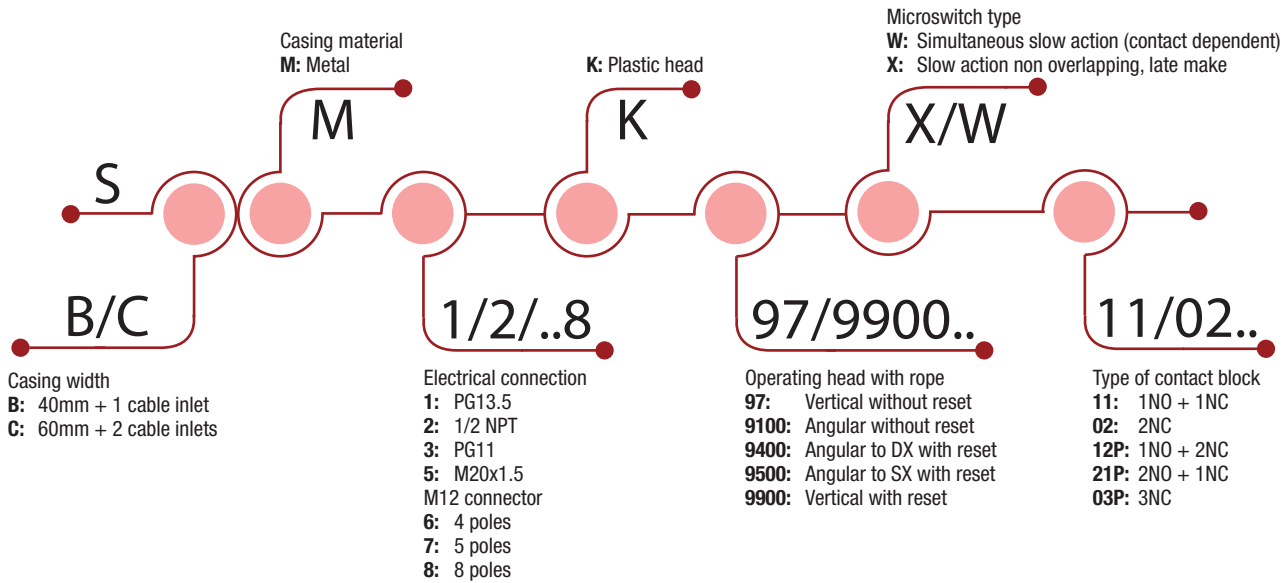 Casing material
M: Metal
K: Plastic head
Microswitch type
W: Simultaneous slow action (contact dependent)
X: Slow action non overlapping, late make
M
K
X/W
S
B/C
1/2/..8
97/9900..
11/02..
Casing width
B: 40mm + 1 cable inlet
C: 60mm + 2 cable inlets
Electrical connection
1: PG13.5
2: 1/2 NPT
3: PG11
5: M20x1.5
M12 connector
6: 4 poles
7: 5 poles
8: 8 poles
Operating head with rope
97: Vertical without reset
9100: Angular without reset
9400: Angular to DX with reset
9500: Angular to SX with reset
9900: Vertical with reset
Type of contact block
11: 1NO + 1NC
02: 2NC
12P: 1NO + 2NC
21P: 2NO + 1NC
03P: 3NC